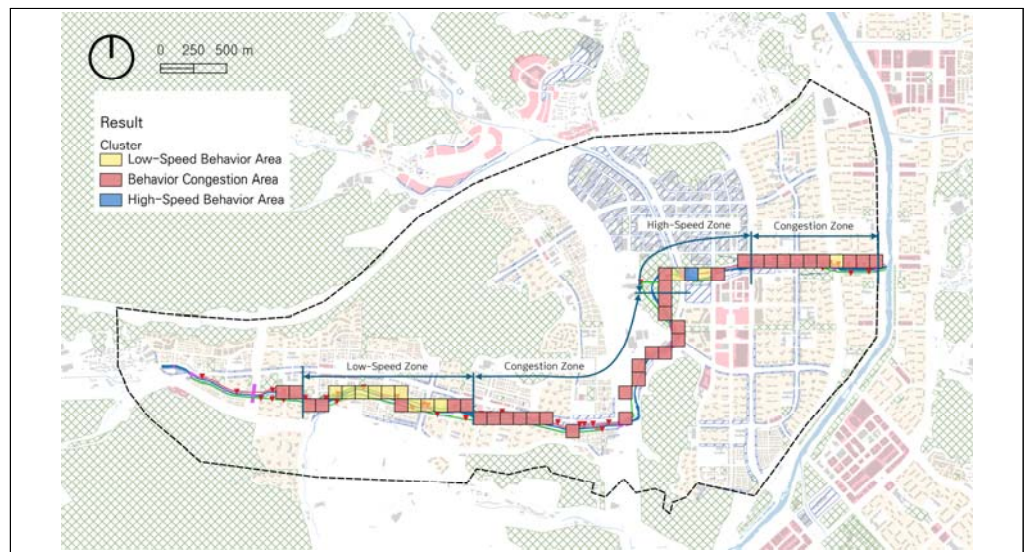 0 250 500 m
Result
Cluster
Low-Speed Behavior Area
Behavior Congestion Area
High-Speed Behavior Area
High-Speed Zone
Congestion Zone
Low-Speed Zone
Congestion Zone